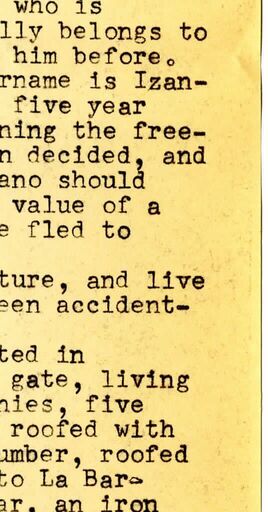 who is
lly belongs to
him before.
rname is Izan-
five year
ning the free-
n decided, and
ano should
value of a
e fled to
ture, and live
een accident-
ted in
gate, living
nies, five
roofed with
umber, roofed
to La Bar-
ar, an iron